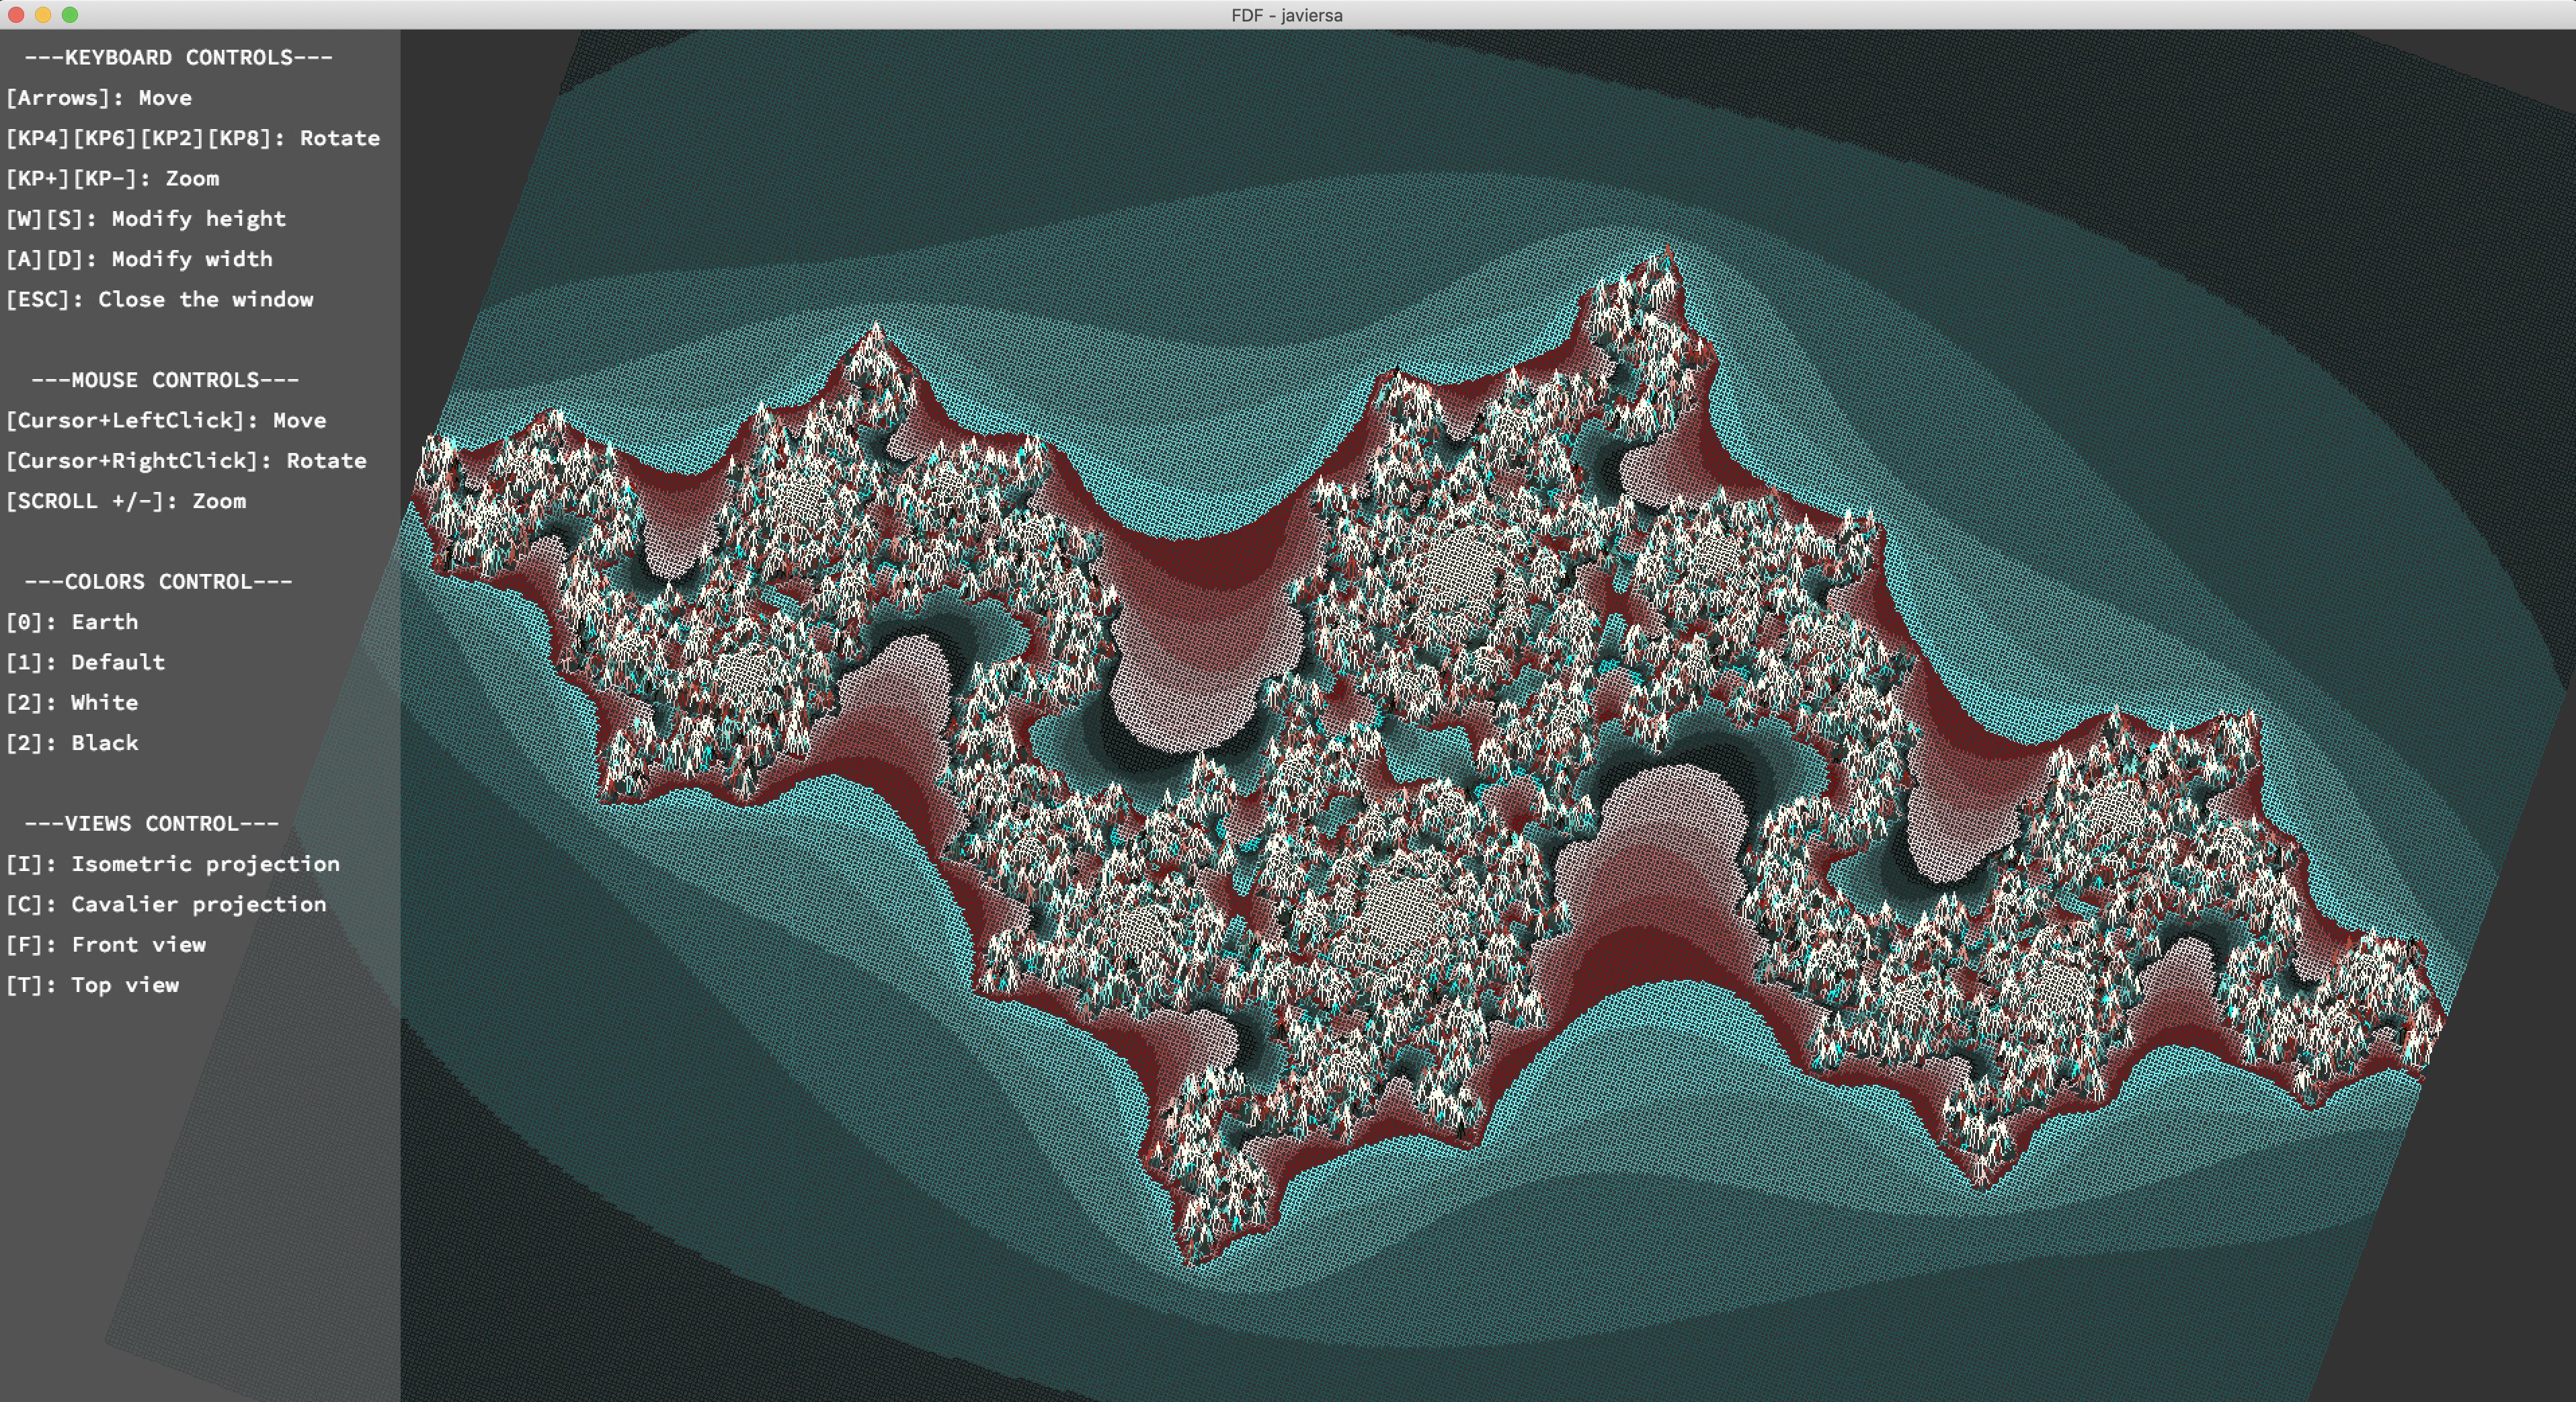 FDF - javiersa
---KEYBOARD CONTROLS---
[Arrows]: Move
[KP4][KP6][KP2][KP8]: Rotate
[KP+][KP-]: Zoom
[W][S]: Modify height
[A][D]: Modify width
[ESC]: Close the window
---MOUSE CONTROLS---
[Cursor+LeftClick]: Move
[Cursor+RightClick]: Rotate
[SCROLL +/-]: Zoom
---COLORS CONTROL---
[0]: Earth
[1]: Default
[2]: White
[2]: Black
---VIEWS CONTROL---
[I]: Isometric projection
[C]: Cavalier projection
[F]: Front view
[T]: Top view